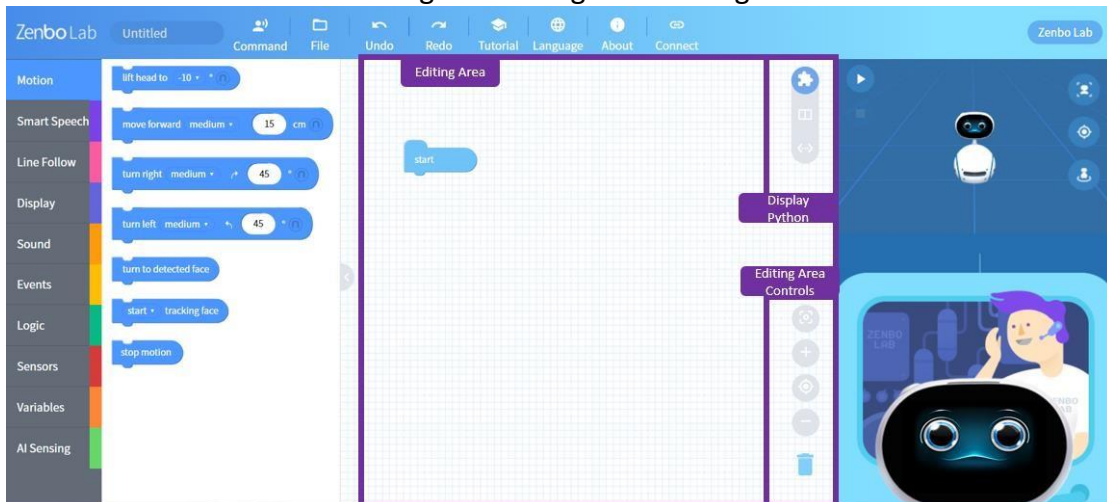 Zenbo Lab
Untitled
Command
File
Undo
Redo
Tutorial
Language
About
Connect
Zenbo Lab
Motion
Smart Speech
Line Follow
Display
Sound
Events
Logic
Sensors
Variables
AI Sensing
lift head to -10 °
move forward medium 15 cm
turn right medium 45 °
turn left medium 45 °
turn to detected face
start tracking face
stop motion
Editing Area
start
Display
Python
Editing Area
Controls
ZENBO
LAB